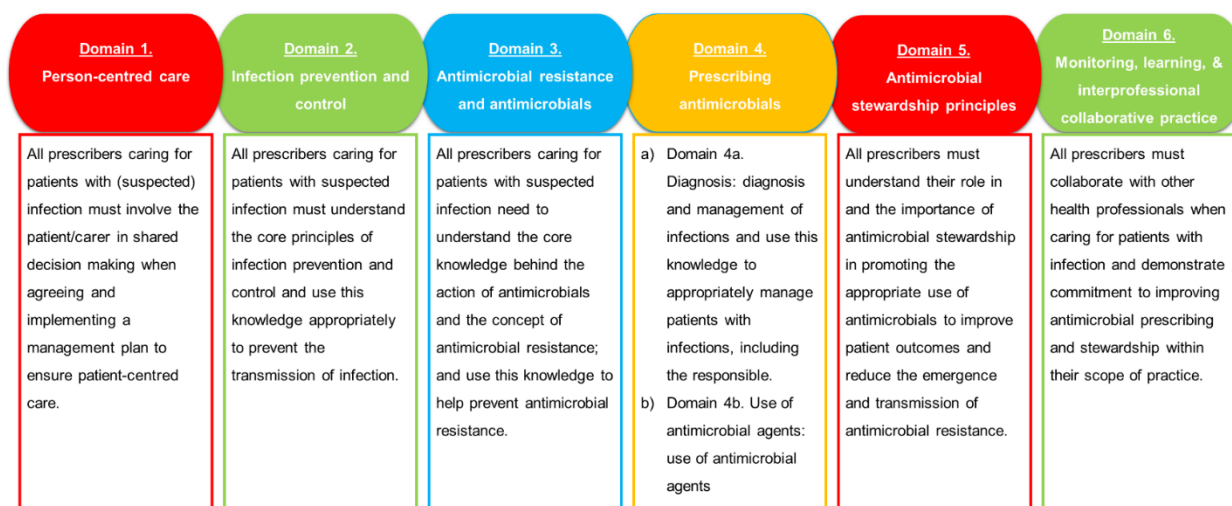 Domain 1.
Person-centred care
All prescribers caring for
patients with (suspected)
infection must involve the
patient/carer in shared
decision making when
agreeing and
implementing a
management plan to
ensure patient-centred
care.
Domain 2.
Infection prevention and
control
All prescribers caring for
patients with suspected
infection must understand
the core principles of
infection prevention and
control and use this
knowledge appropriately
to prevent the
transmission of infection.
Domain 3.
Antimicrobial resistance
and antimicrobials
All prescribers caring for
patients with suspected
infection need to
understand the core
knowledge behind the
action of antimicrobials
and the concept of
antimicrobial resistance;
and use this knowledge to
help prevent antimicrobial
resistance.
Domain 4.
Prescribing
antimicrobials
a) Domain 4a.
Diagnosis: diagnosis
and management of
infections and use this
knowledge to
appropriately manage
patients with
infections, including
the responsible.
b) Domain 4b. Use of
antimicrobial agents:
use of antimicrobial
agents
Domain 5.
Antimicrobial
stewardship principles
All prescribers must
understand their role in
and the importance of
antimicrobial stewardship
in promoting the
appropriate use of
antimicrobials to improve
patient outcomes and
reduce the emergence
and transmission of
antimicrobial resistance.
Domain 6.
Monitoring, learning, &
interprofessional
collaborative practice
All prescribers must
collaborate with other
health professionals when
caring for patients with
infection and demonstrate
commitment to improving
antimicrobial prescribing
and stewardship within
their scope of practice.